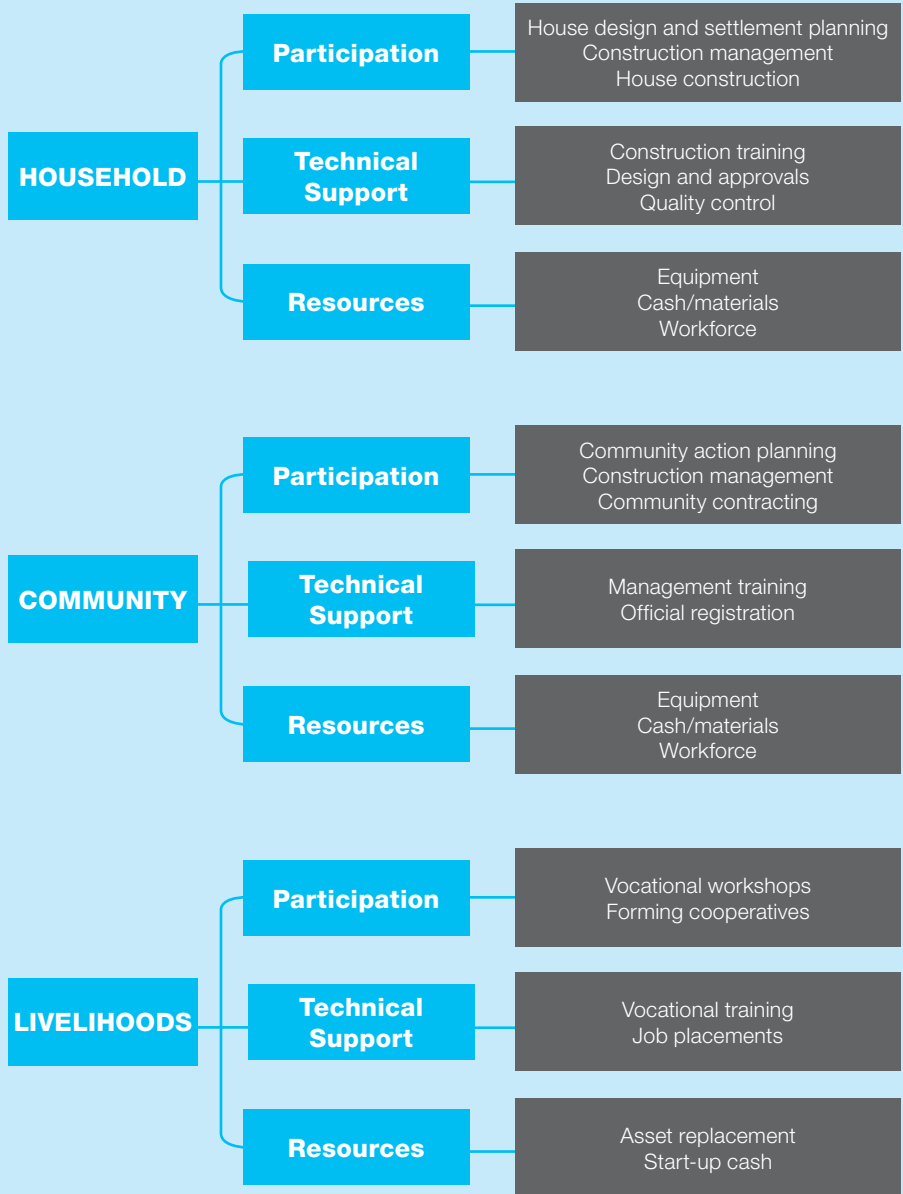 HOUSEHOLD
Participation
House design and settlement planning
Construction management
House construction
Technical
Support
Construction training
Design and approvals
Quality control
Resources
Equipment
Cash/materials
Workforce
COMMUNITY
Participation
Community action planning
Construction management
Community contracting
Technical
Support
Management training
Official registration
Resources
Equipment
Cash/materials
Workforce
LIVELIHOODS
Participation
Vocational workshops
Forming cooperatives
Technical
Support
Vocational training
Job placements
Resources
Asset replacement
Start-up cash